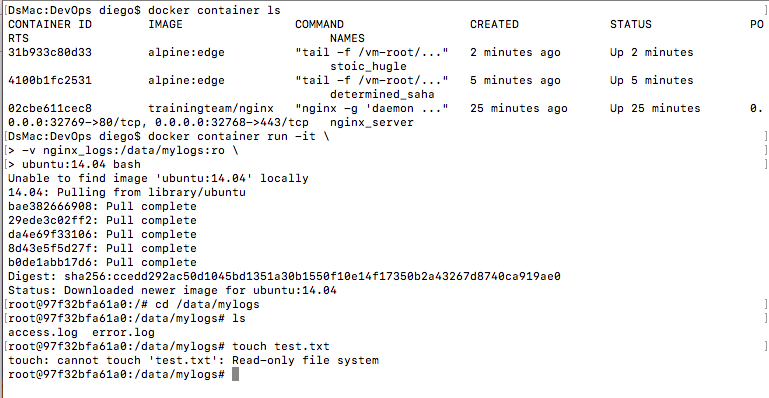 [DsMac:DevOps diego$ docker container ls ]
CONTAINER ID        IMAGE               COMMAND                  CREATED             STATUS              PO
RTS                                           NAMES
31b933c80d33        alpine:edge         "tail -f /vm-root/..."   2 minutes ago       Up 2 minutes
                                              stoic_hugle
4100b1fc2531        alpine:edge         "tail -f /vm-root/..."   5 minutes ago       Up 5 minutes
                                              determined_saha
02cbe611cec8        trainingteam/nginx   "nginx -g 'daemon ..."   25 minutes ago      Up 25 minutes       0.
0.0.0:32769->80/tcp, 0.0.0.0:32768->443/tcp   nginx_server
[DsMac:DevOps diego$ docker container run -it \ ]
[> -v nginx_logs:/data/mylogs:ro \ ]
[> ubuntu:14.04 bash ]
Unable to find image 'ubuntu:14.04' locally
14.04: Pulling from library/ubuntu
bae382666908: Pull complete
29ede3c02ff2: Pull complete
da4e69f33106: Pull complete
8d43e5f5d27f: Pull complete
b0de1abb17d6: Pull complete
Digest: sha256:ccedd292ac50d1045bd1351a30b1550f10e14f17350b2a43267d8740ca919ae0
Status: Downloaded newer image for ubuntu:14.04
[root@97f32bfa61a0:/# cd /data/mylogs ]
[root@97f32bfa61a0:/data/mylogs# ls ]
access.log  error.log
[root@97f32bfa61a0:/data/mylogs# touch test.txt ]
touch: cannot touch 'test.txt': Read-only file system
root@97f32bfa61a0:/data/mylogs#